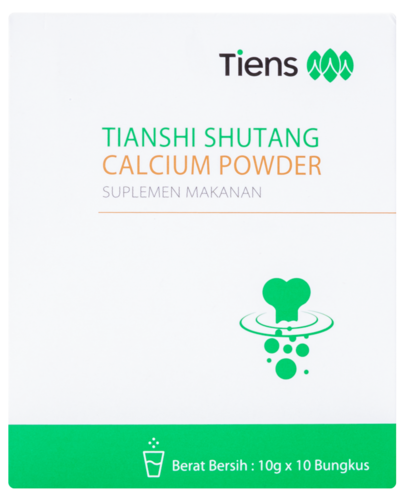 Tiens
TIANSHI SHUTANG
CALCIUM POWDER
SUPLEMEN MAKANAN
Berat Bersih : 10g x 10 Bungkus